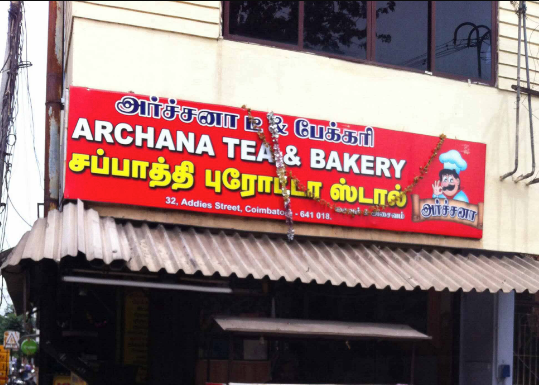 அர்ச்சனா டீ & பேக்கரி
ARCHANA TEA & BAKERY
சப்பாத்தி புரோட்டா ஸ்டால்
32, Addies Street, Coimbatore - 641 018.
அர்ச்சனா